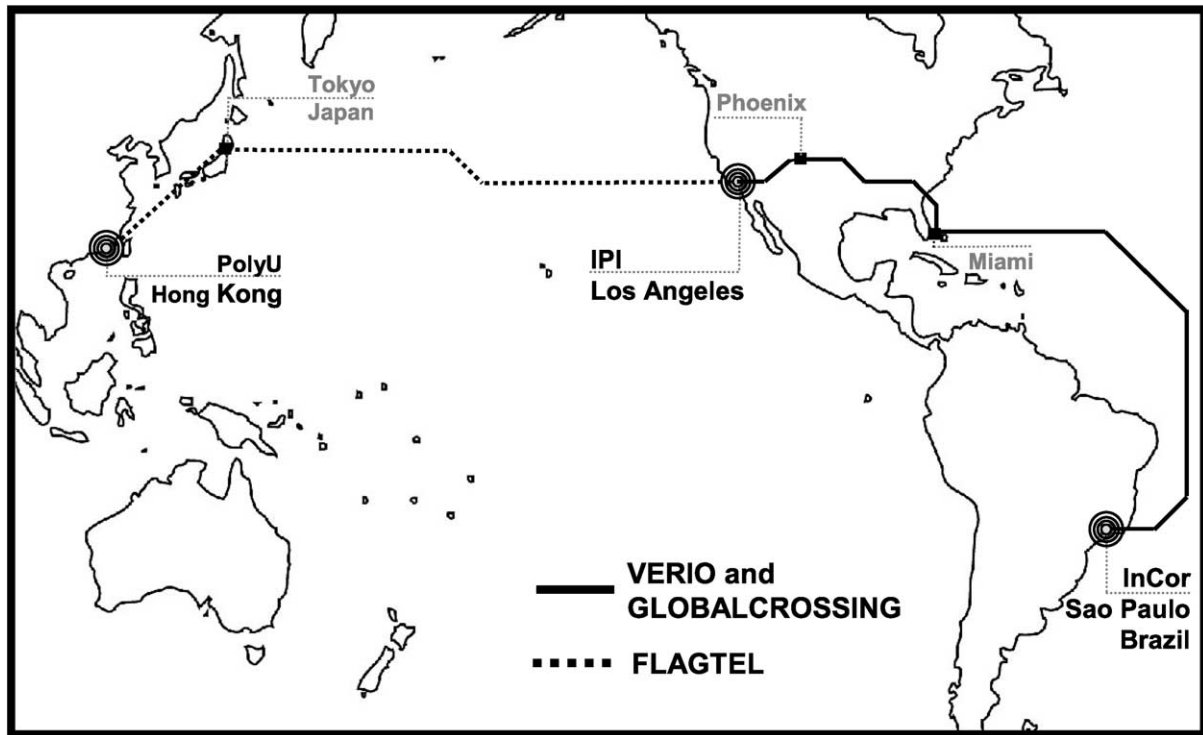 Tokyo
Japan
Phoenix
PolyU
Hong Kong
IPI
Los Angeles
Miami
InCor
Sao Paulo
Brazil
VERIO and
GLOBALCROSSING
FLAGTEL